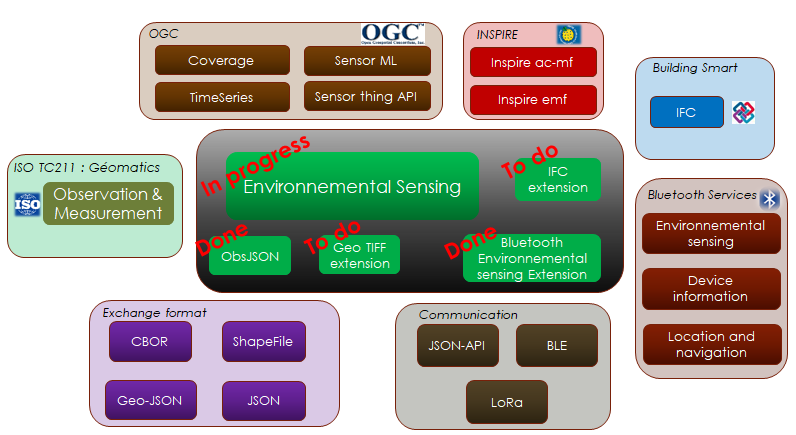 OGC
OGC
Open Geospatial Consortium, Inc.
Coverage
Sensor ML
TimeSeries
Sensor thing API
INSPIRE
Inspire ac-mf
Inspire emf
Building Smart
IFC
ISO TC211 : Géomatics
ISO
Observation &
Measurement
In progress
Environnemental Sensing
To do
IFC
extension
Done
ObsJSON
To do
Geo TIFF
extension
Done
Bluetooth
Environnemental
sensing Extension
Bluetooth Services
Environnemental
sensing
Device
information
Location and
navigation
Exchange format
CBOR
ShapeFile
Geo-JSON
JSON
Communication
JSON-API
BLE
LoRa